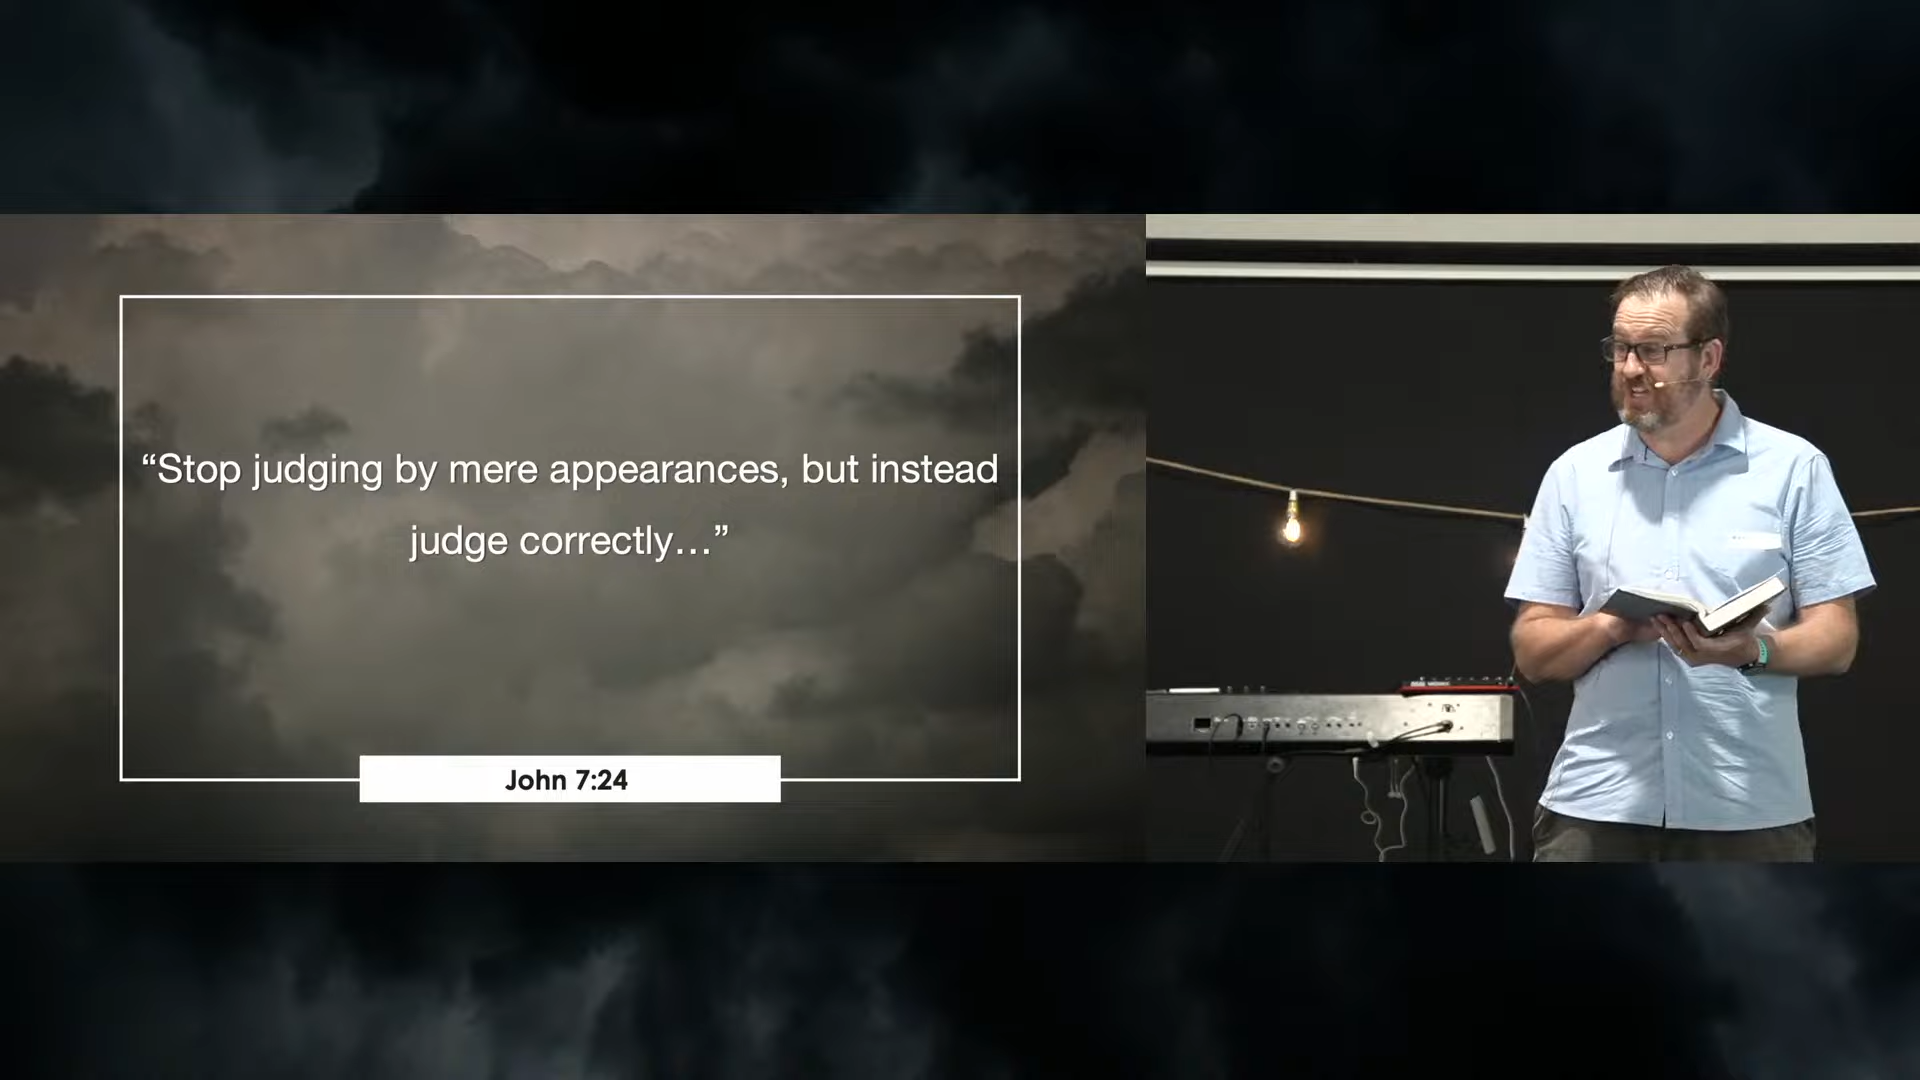 “Stop judging by mere appearances, but instead
judge correctly…”
John 7:24